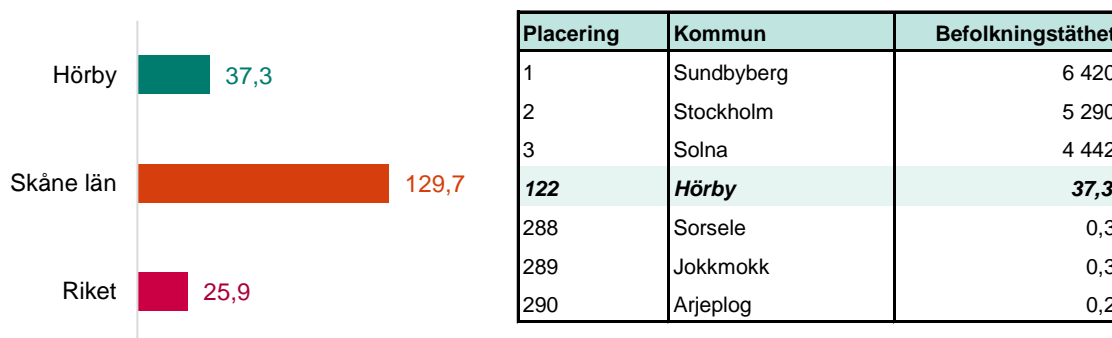 Hörby 37,3
Skåne län 129,7
Riket 25,9
Placering Kommun Befolkningstäthet
1 Sundbyberg 6 420
2 Stockholm 5 290
3 Solna 4 442
122 Hörby 37,3
288 Sorsele 0,3
289 Jokkmokk 0,3
290 Arjeplog 0,2